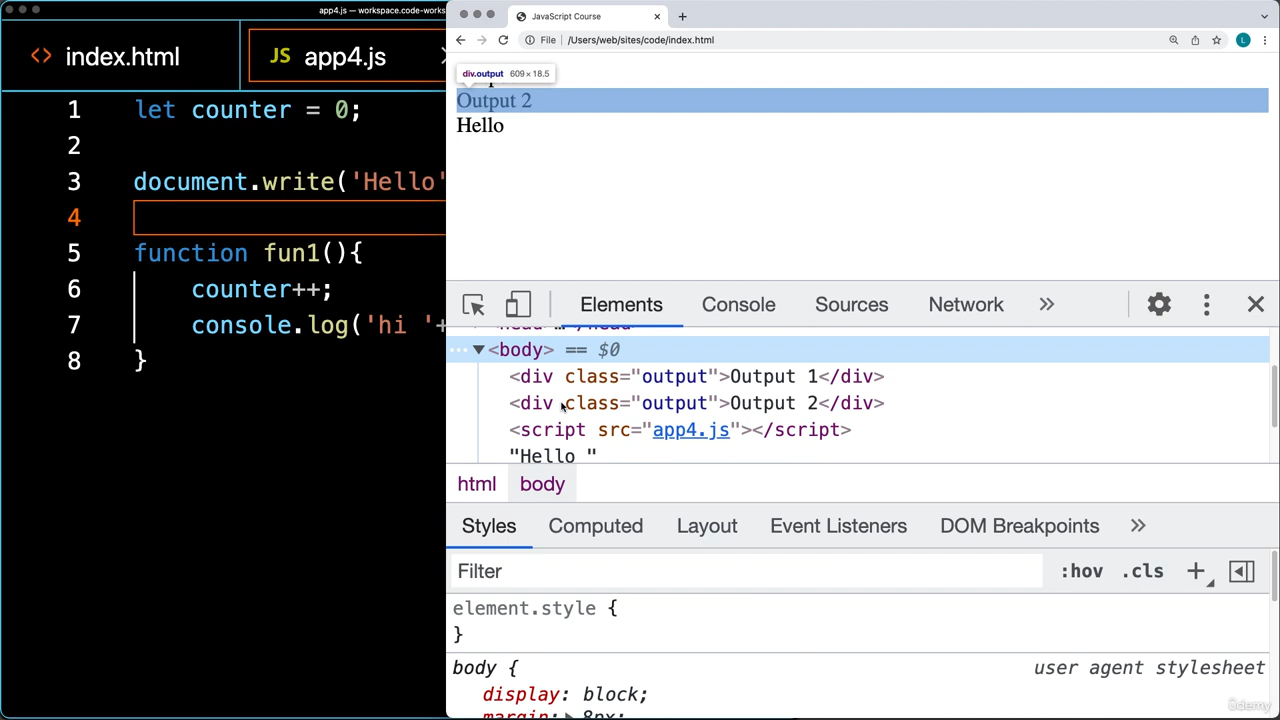 app4.js — workspace.code-works
index.html
JS app4.js
1 let counter = 0;
2
3 document.write('Hello'
4
5 function fun1(){
6 counter++;
7 console.log('hi '+
8 }
JavaScript Course
File /Users/web/sites/code/index.html
L
div.output 609 × 18.5
Output 2
Hello
Elements Console Sources Network
<body> == $0
<div class="output">Output 1</div>
<div class="output">Output 2</div>
<script src="app4.js"></script>
"Hello "
html body
Styles Computed Layout Event Listeners DOM Breakpoints
Filter :hov .cls
element.style {
}
body { user agent stylesheet
display: block;
margin: 8px;
ûdemy